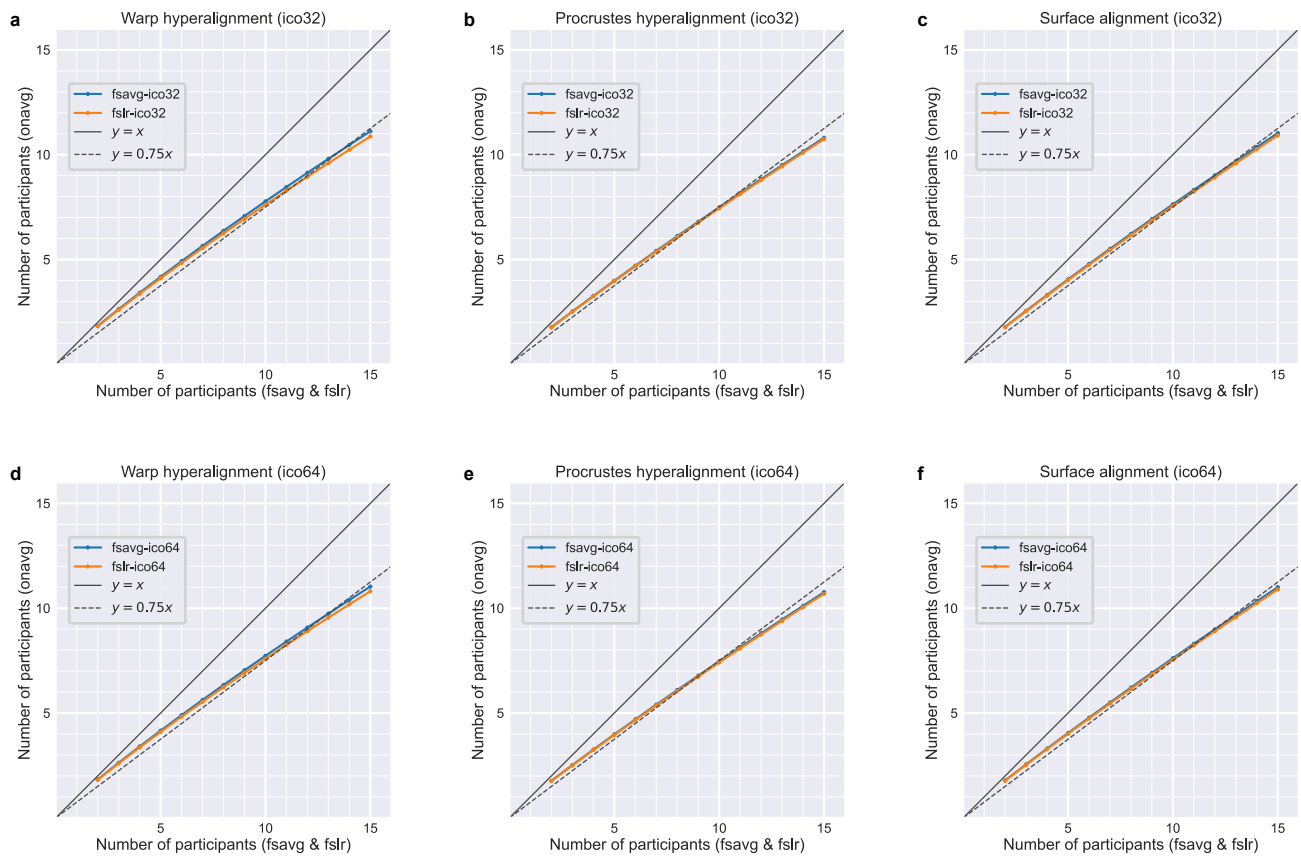 a
Warp hyperalignment (ico32)
15
10
5
Number of participants (onavg)
fsavg-ico32
fslr-ico32
y = x
y = 0.75x
5
10
15
Number of participants (fsavg & fslr)
b
Procrustes hyperalignment (ico32)
15
10
5
Number of participants (onavg)
fsavg-ico32
fslr-ico32
y = x
y = 0.75x
5
10
15
Number of participants (fsavg & fslr)
c
Surface alignment (ico32)
15
10
5
Number of participants (onavg)
fsavg-ico32
fslr-ico32
y = x
y = 0.75x
5
10
15
Number of participants (fsavg & fslr)
d
Warp hyperalignment (ico64)
15
10
5
Number of participants (onavg)
fsavg-ico64
fslr-ico64
y = x
y = 0.75x
5
10
15
Number of participants (fsavg & fslr)
e
Procrustes hyperalignment (ico64)
15
10
5
Number of participants (onavg)
fsavg-ico64
fslr-ico64
y = x
y = 0.75x
5
10
15
Number of participants (fsavg & fslr)
f
Surface alignment (ico64)
15
10
5
Number of participants (onavg)
fsavg-ico64
fslr-ico64
y = x
y = 0.75x
5
10
15
Number of participants (fsavg & fslr)